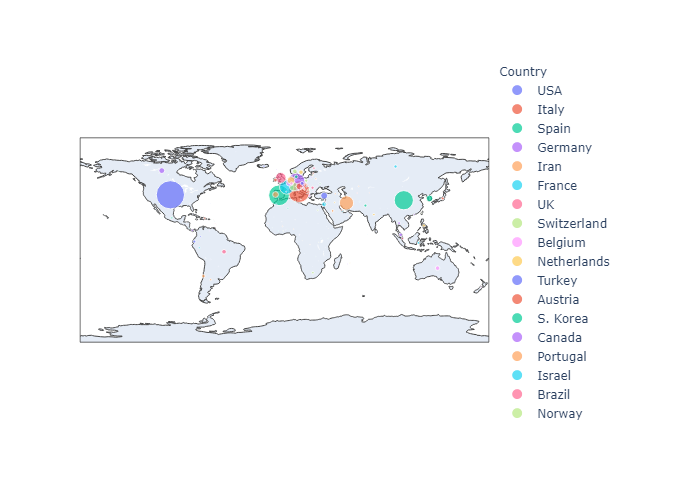 Country
USA
Italy
Spain
Germany
Iran
France
UK
Switzerland
Belgium
Netherlands
Turkey
Austria
S. Korea
Canada
Portugal
Israel
Brazil
Norway